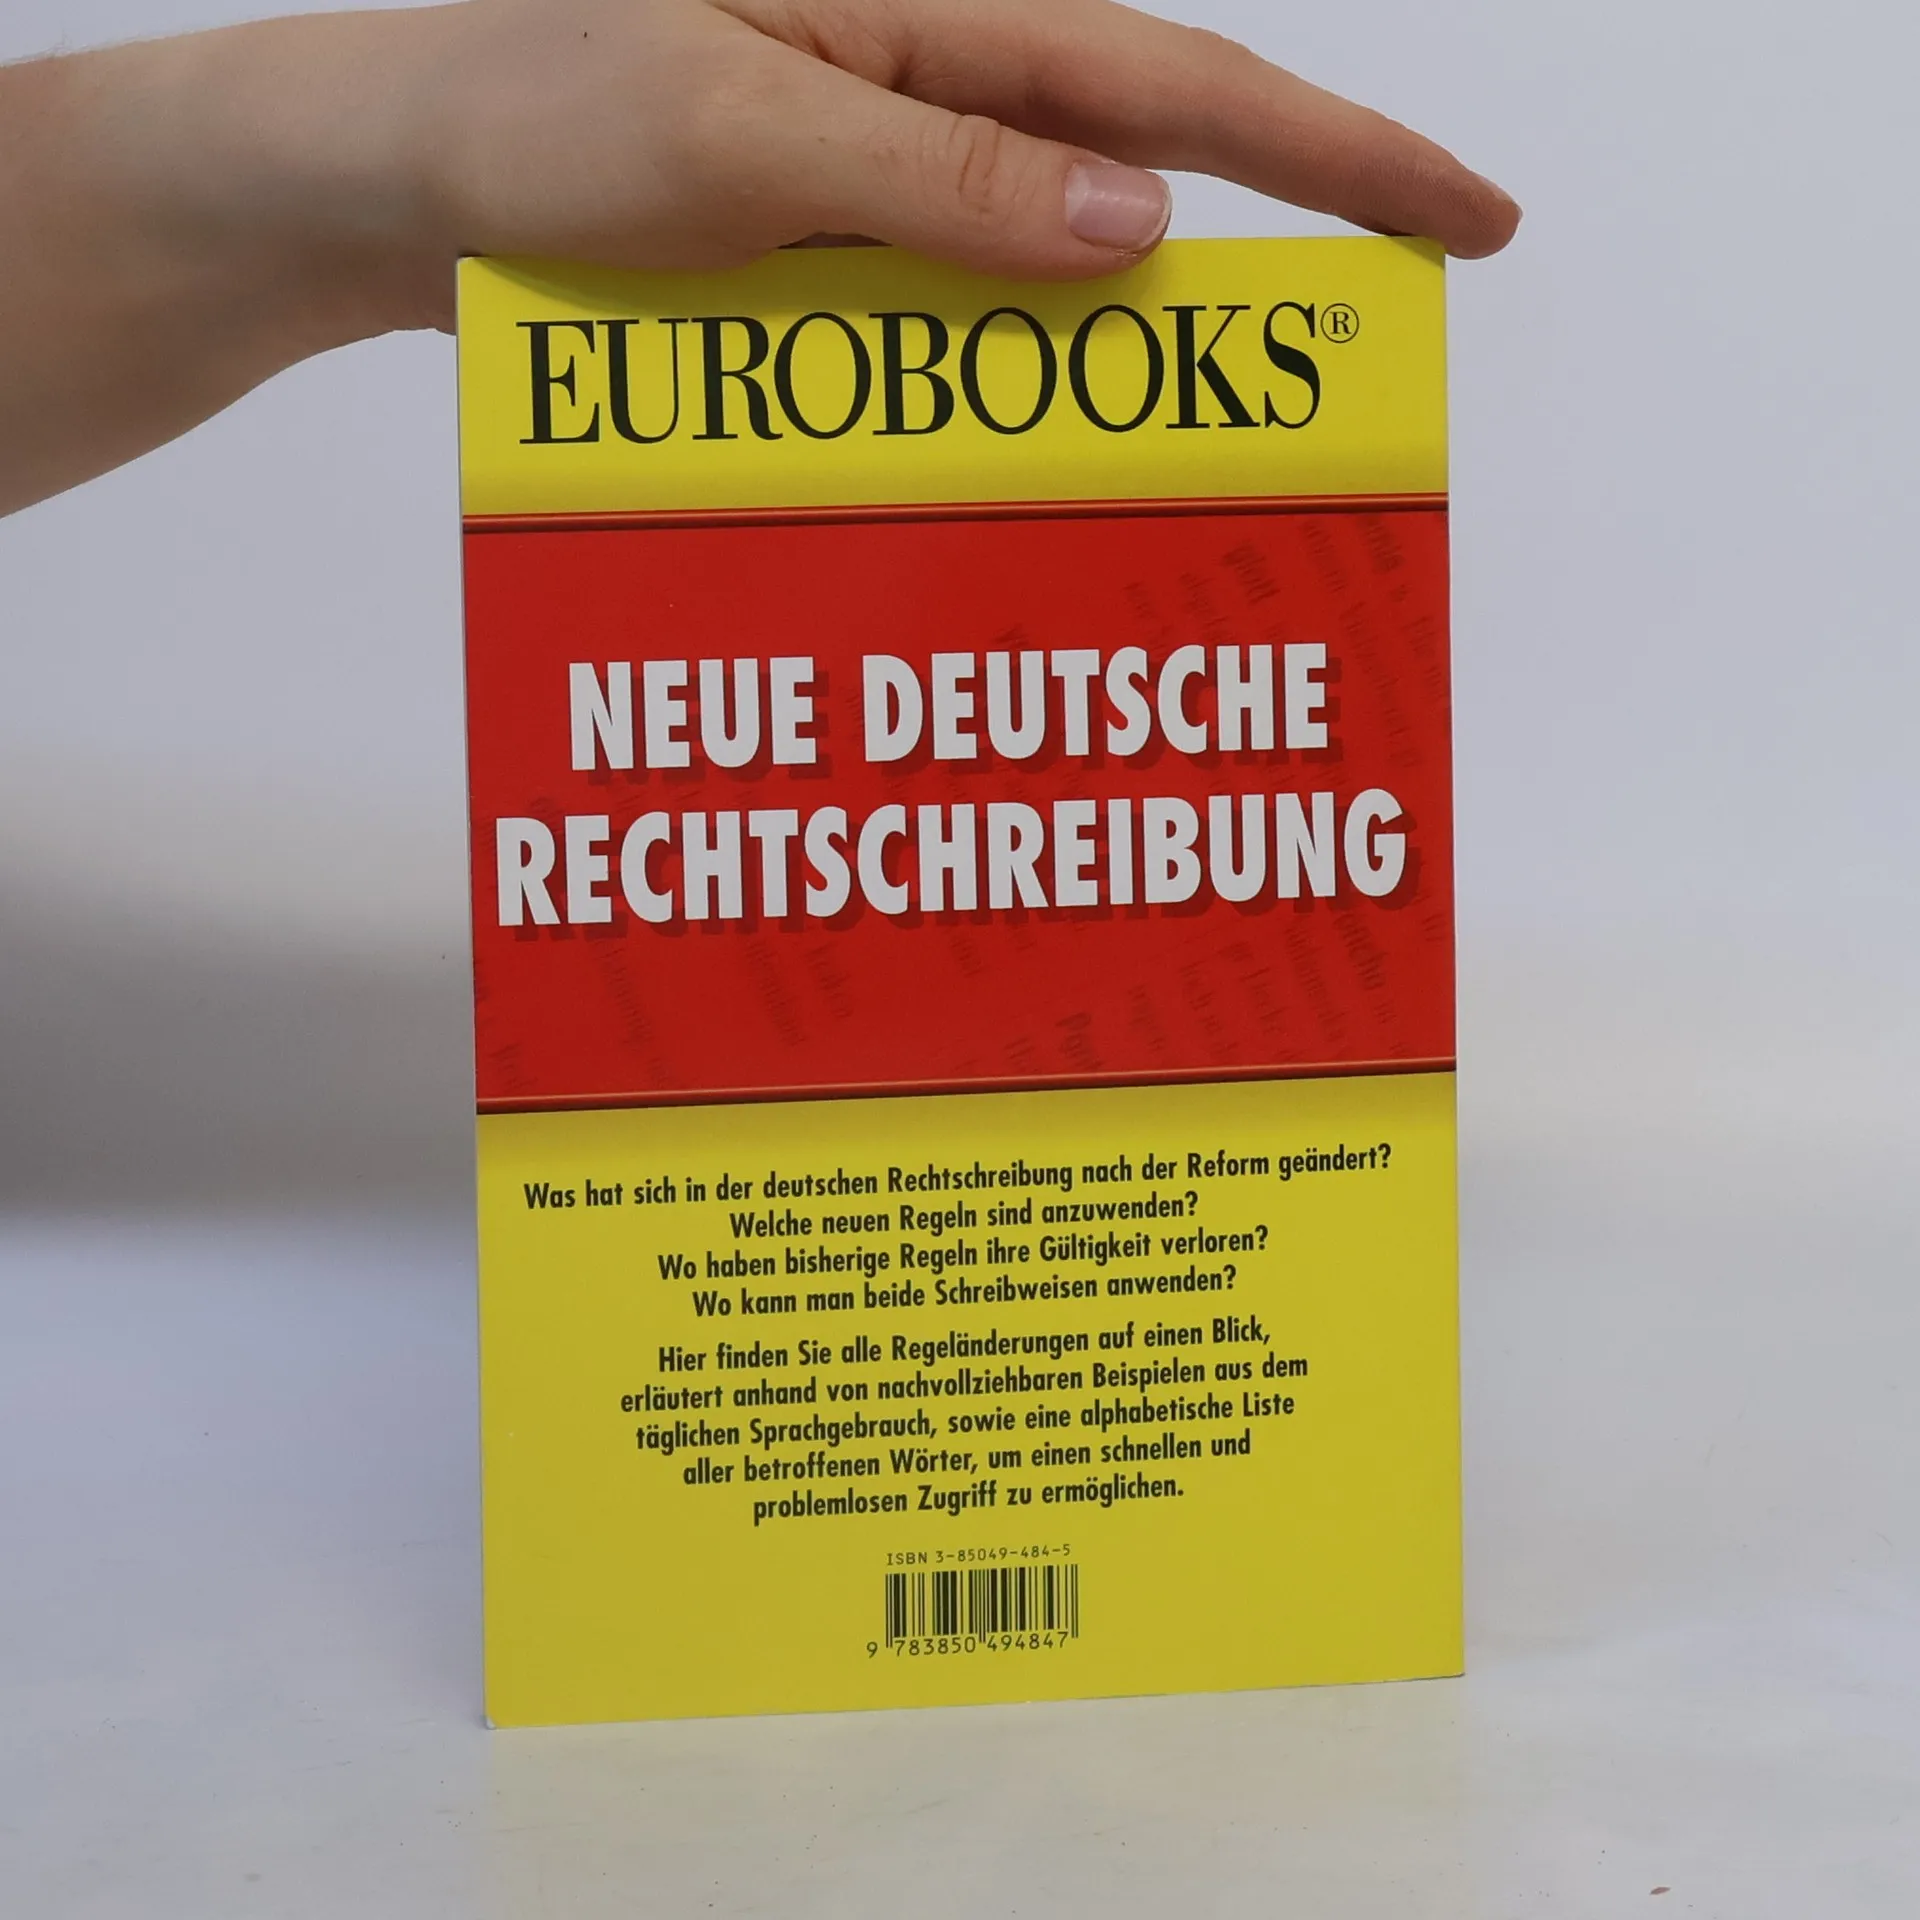 EUROBOOKS®
NEUE DEUTSCHE
RECHTSCHREIBUNG
Was hat sich in der deutschen Rechtschreibung nach der Reform geändert?
Welche neuen Regeln sind anzuwenden?
Wo haben bisherige Regeln ihre Gültigkeit verloren?
Wo kann man beide Schreibweisen anwenden?
Hier finden Sie alle Regeländerungen auf einen Blick,
erläutert anhand von nachvollziehbaren Beispielen aus dem
täglichen Sprachgebrauch, sowie eine alphabetische Liste
aller betroffenen Wörter, um einen schnellen und
problemlosen Zugriff zu ermöglichen.
ISBN 3-85049-484-5
9 783850 494847